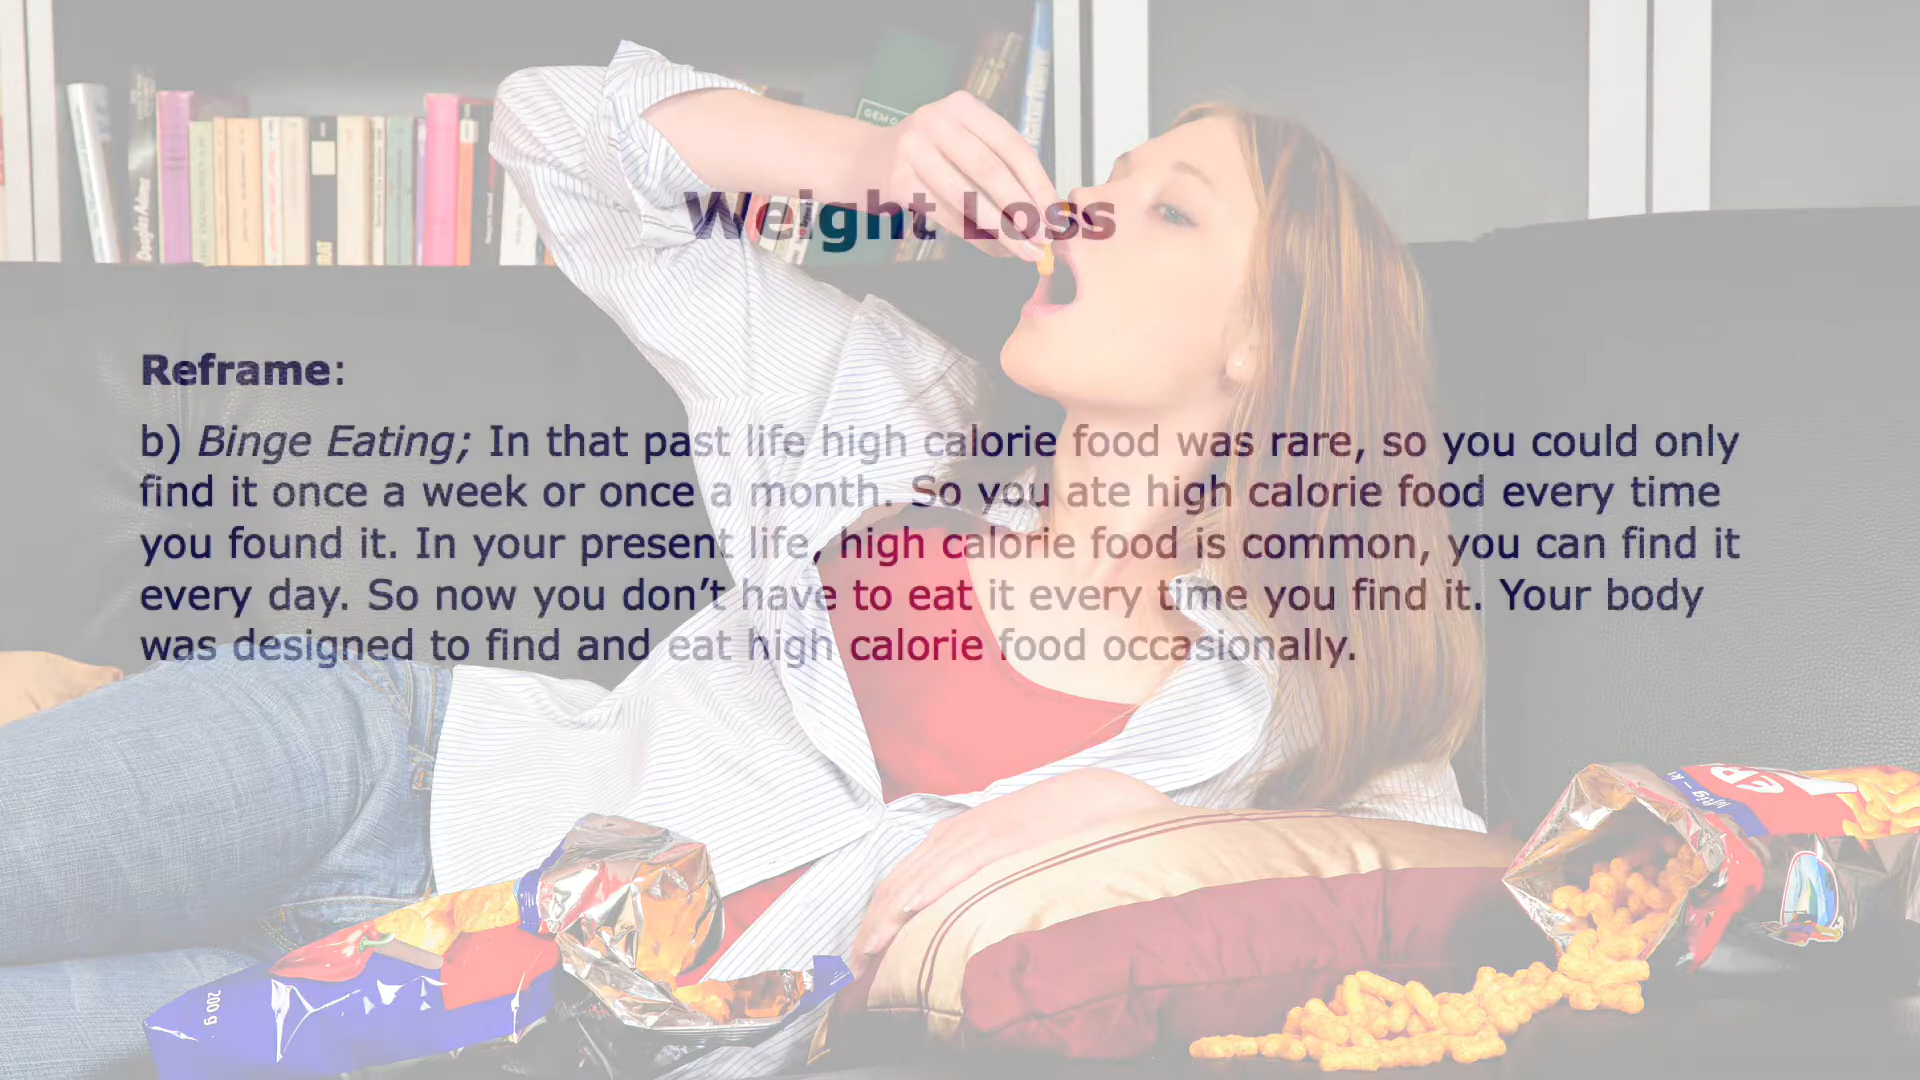 Weight Loss
Reframe:
b) Binge Eating; In that past life high calorie food was rare, so you could only
find it once a week or once a month. So you ate high calorie food every time
you found it. In your present life, high calorie food is common, you can find it
every day. So now you don’t have to eat it every time you find it. Your body
was designed to find and eat high calorie food occasionally.
Douglas Adams
200 g